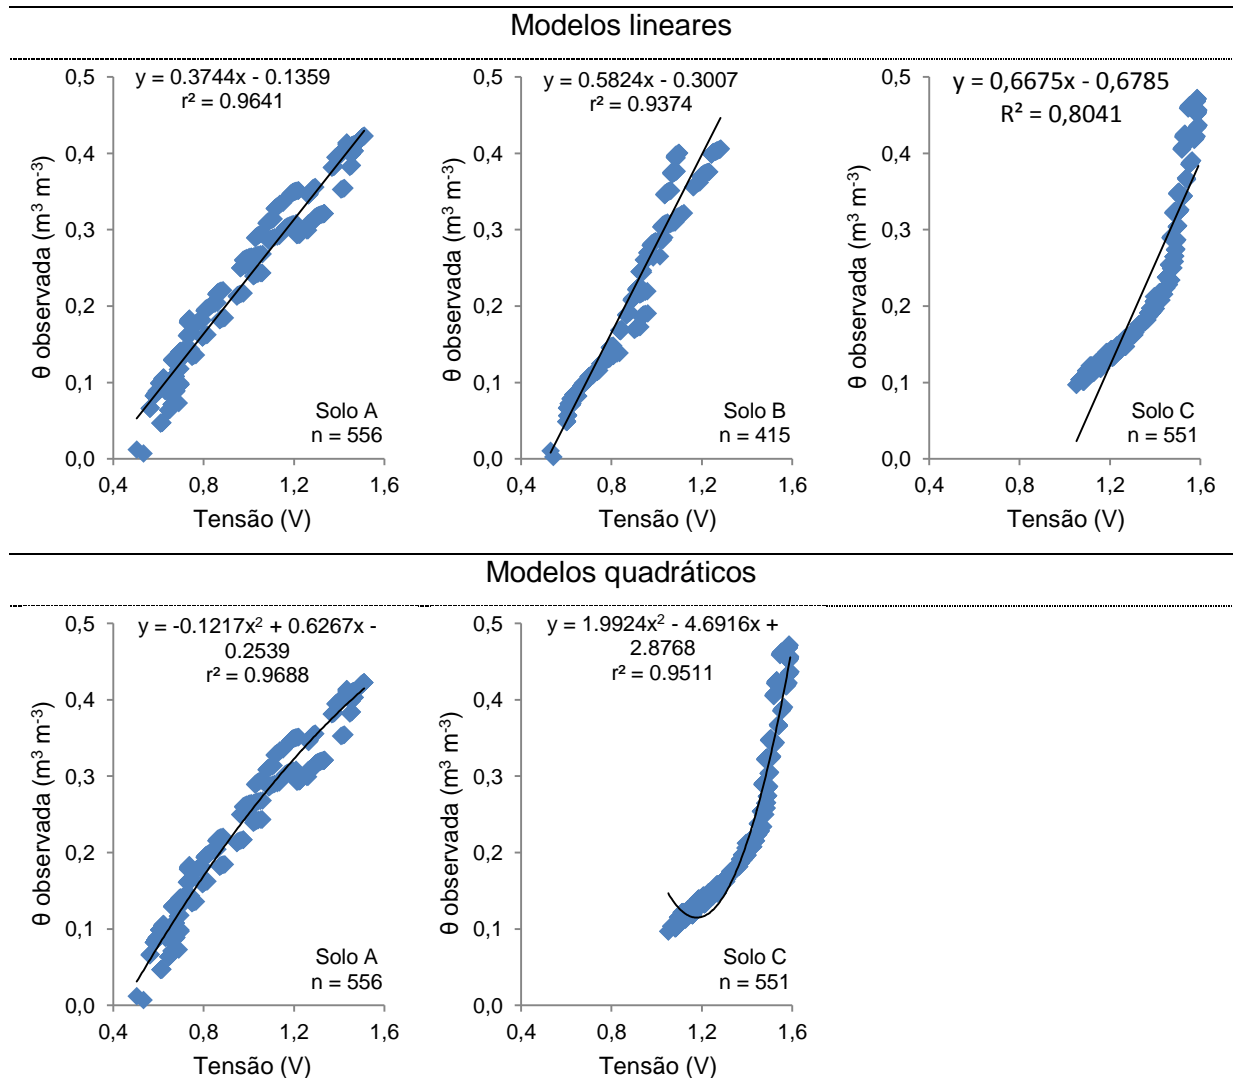 Modelos lineares
y = 0.3744x - 0.1359
r² = 0.9641
θ observada (m³ m⁻³)
0,5
0,4
0,3
0,2
0,1
0,0
Solo A
n = 556
0,4 0,8 1,2 1,6
Tensão (V)
y = 0.5824x - 0.3007
r² = 0.9374
θ observada (m³ m⁻³)
0,5
0,4
0,3
0,2
0,1
0,0
Solo B
n = 415
0,4 0,8 1,2 1,6
Tensão (V)
y = 0,6675x - 0,6785
R² = 0,8041
θ observada (m³ m⁻³)
0,5
0,4
0,3
0,2
0,1
0,0
Solo C
n = 551
0,4 0,8 1,2 1,6
Tensão (V)
Modelos quadráticos
y = -0.1217x² + 0.6267x -
0.2539
r² = 0.9688
θ observada (m³ m⁻³)
0,5
0,4
0,3
0,2
0,1
0,0
Solo A
n = 556
0,4 0,8 1,2 1,6
Tensão (V)
y = 1.9924x² - 4.6916x +
2.8768
r² = 0.9511
θ observada (m³ m⁻³)
0,5
0,4
0,3
0,2
0,1
0,0
Solo C
n = 551
0,4 0,8 1,2 1,6
Tensão (V)